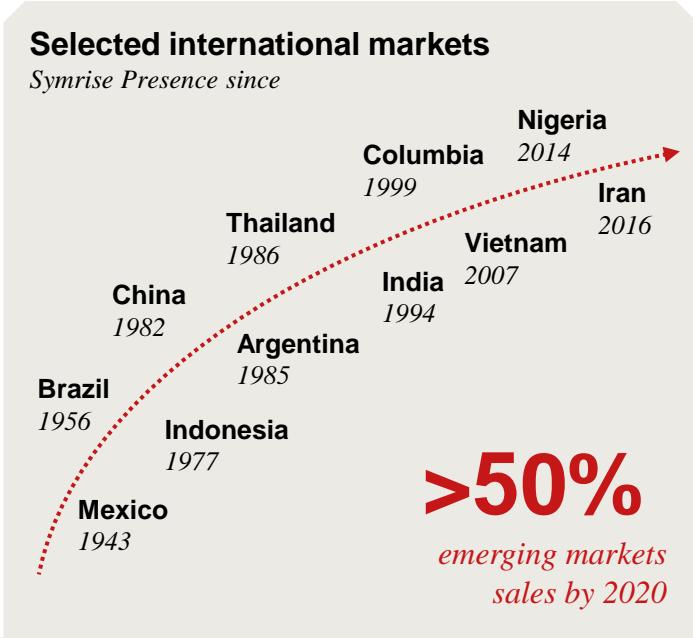 Selected international markets
Symrise Presence since
Nigeria
2014
Columbia
1999
Iran
2016
Thailand
1986
Vietnam
2007
India
1994
China
1982
Argentina
1985
Brazil
1956
Indonesia
1977
Mexico
1943
>50%
emerging markets
sales by 2020